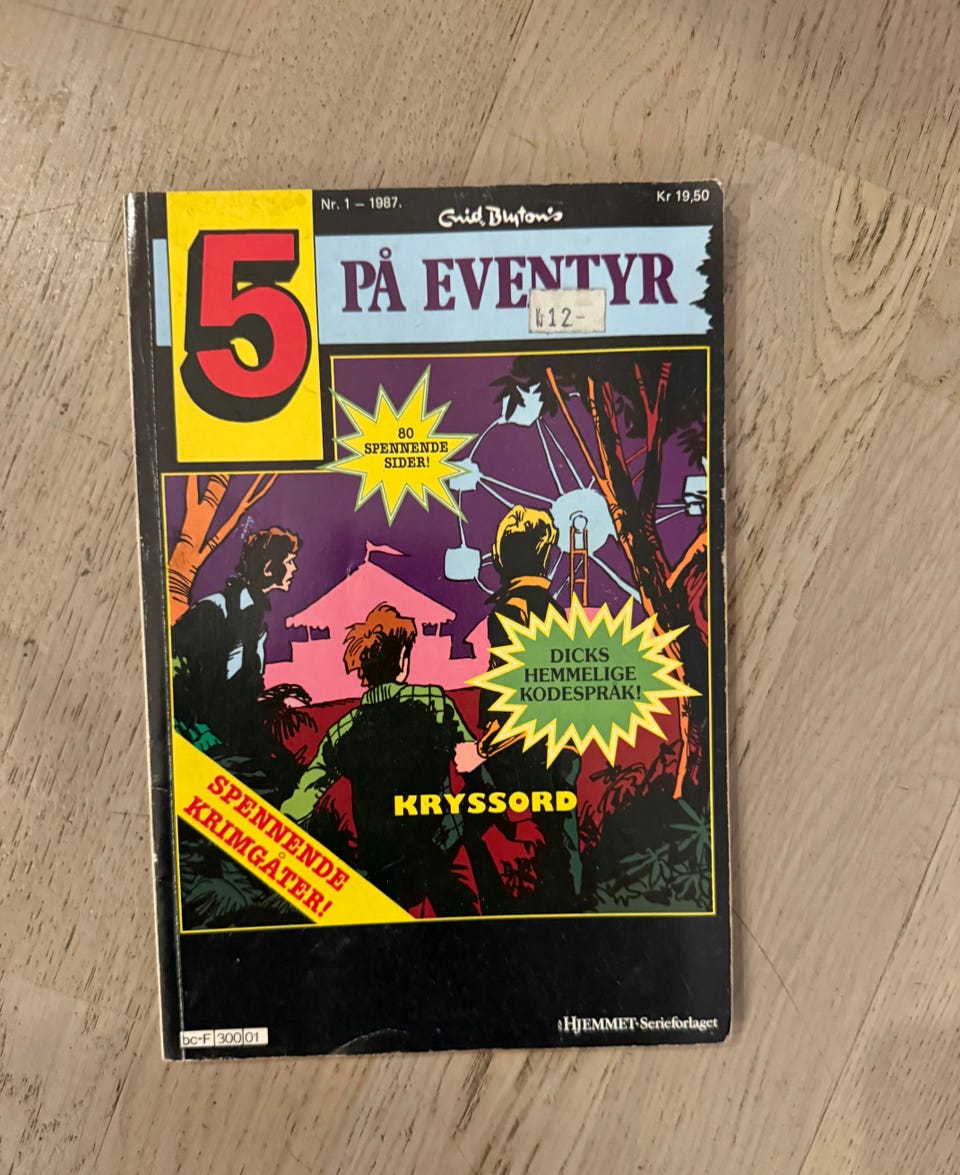 Nr. 1 – 1987.
Kr 19,50
Enid Blyton's
5
PÅ EVENTYR
12-
80
SPENNENDE
SIDER!
DICKS
HEMMELIGE
KODESPRÅK!
KRYSSORD
SPENNENDE
KRIMGÅTER!
HJEMMET-Serieforlaget
bc-F 300 01